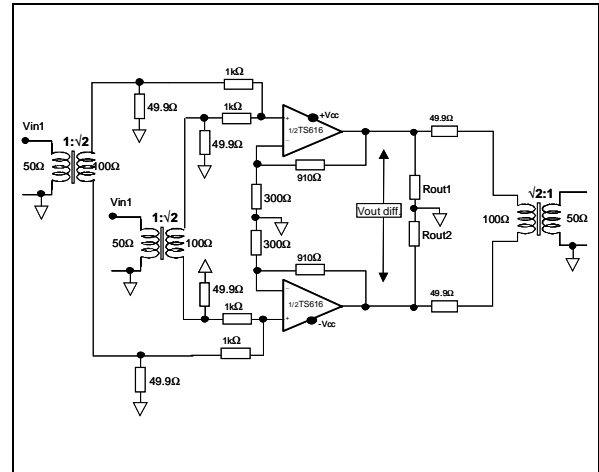 1kΩ
49.9Ω
1kΩ
49.9Ω
Vin1
1:√2
50Ω
100Ω
+
+Vcc
1/2TS616
−
910Ω
49.9Ω
300Ω
300Ω
Vout diff.
Rout1
Rout2
√2:1
100Ω
50Ω
Vin1
1:√2
50Ω
100Ω
910Ω
49.9Ω
1kΩ
−
1/2TS616
+
-Vcc
49.9Ω
1kΩ
49.9Ω